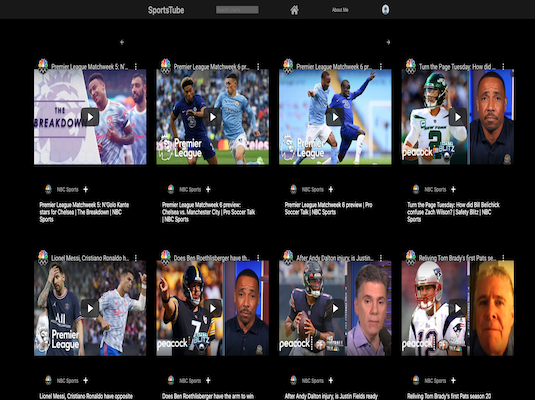 SportsTube
About Me
Premier League Matchweek 5: N'...
Premier League Matchweek 6 pr...
Premier League Matchweek 6 p...
Turn the Page Tuesday: How did ...
THE
BREAKDOWN
Premier
League
Premier
League
peacock
BLITZ
NBC Sports +
NBC Sports +
NBC Sports +
NBC Sports +
Premier League Matchweek 5: N'Golo Kante
stars for Chelsea | The Breakdown | NBC
Sports
Premier League Matchweek 6 preview:
Chelsea vs. Manchester City | Pro Soccer Talk
| NBC Sports
Premier League Matchweek 6 preview | Pro
Soccer Talk | NBC Sports
Turn the Page Tuesday: How did Bill Belichick
confuse Zach Wilson? | Safety Blitz | NBC
Sports
Lionel Messi, Cristiano Ronaldo h...
Does Ben Roethlisberger have th...
After Andy Dalton injury, is Justin...
Reliving Tom Brady's first Pats se...
Premier
League
peacock
BLITZ
peacock
peacock
NBC Sports +
NBC Sports +
NBC Sports +
NBC Sports +
Lionel Messi, Cristiano Ronaldo have opposite
Does Ben Roethlisberger have the arm to win
After Andy Dalton injury, is Justin Fields ready
Reliving Tom Brady's first Pats season 20